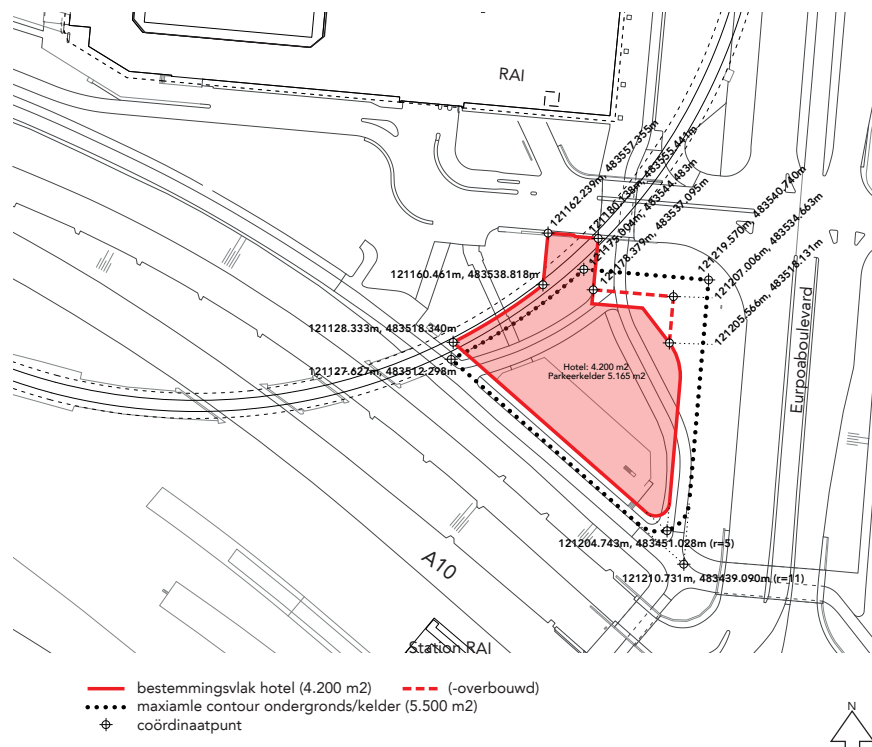 RAI
121162.239m, 483557.355m
121180.138m, 483555.441m
121175.004m, 483544.483m
121178.379m, 483537.095m
121219.570m, 483540.740m
121207.006m, 483534.663m
121205.566m, 483518.131m
121160.461m, 483538.818m
121128.333m, 483518.340m
121127.627m, 483512.298m
Hotel: 4.200 m2
Parkeerkelder 5.165 m2
Eurpoaboulevard
121204.743m, 483451.028m (r=5)
121210.731m, 483439.090m (r=11)
A10
Station RAI
bestemmingsvlak hotel (4.200 m2) (-overbouwd)
maxiamle contour ondergronds/kelder (5.500 m2)
coördinaatpunt
N